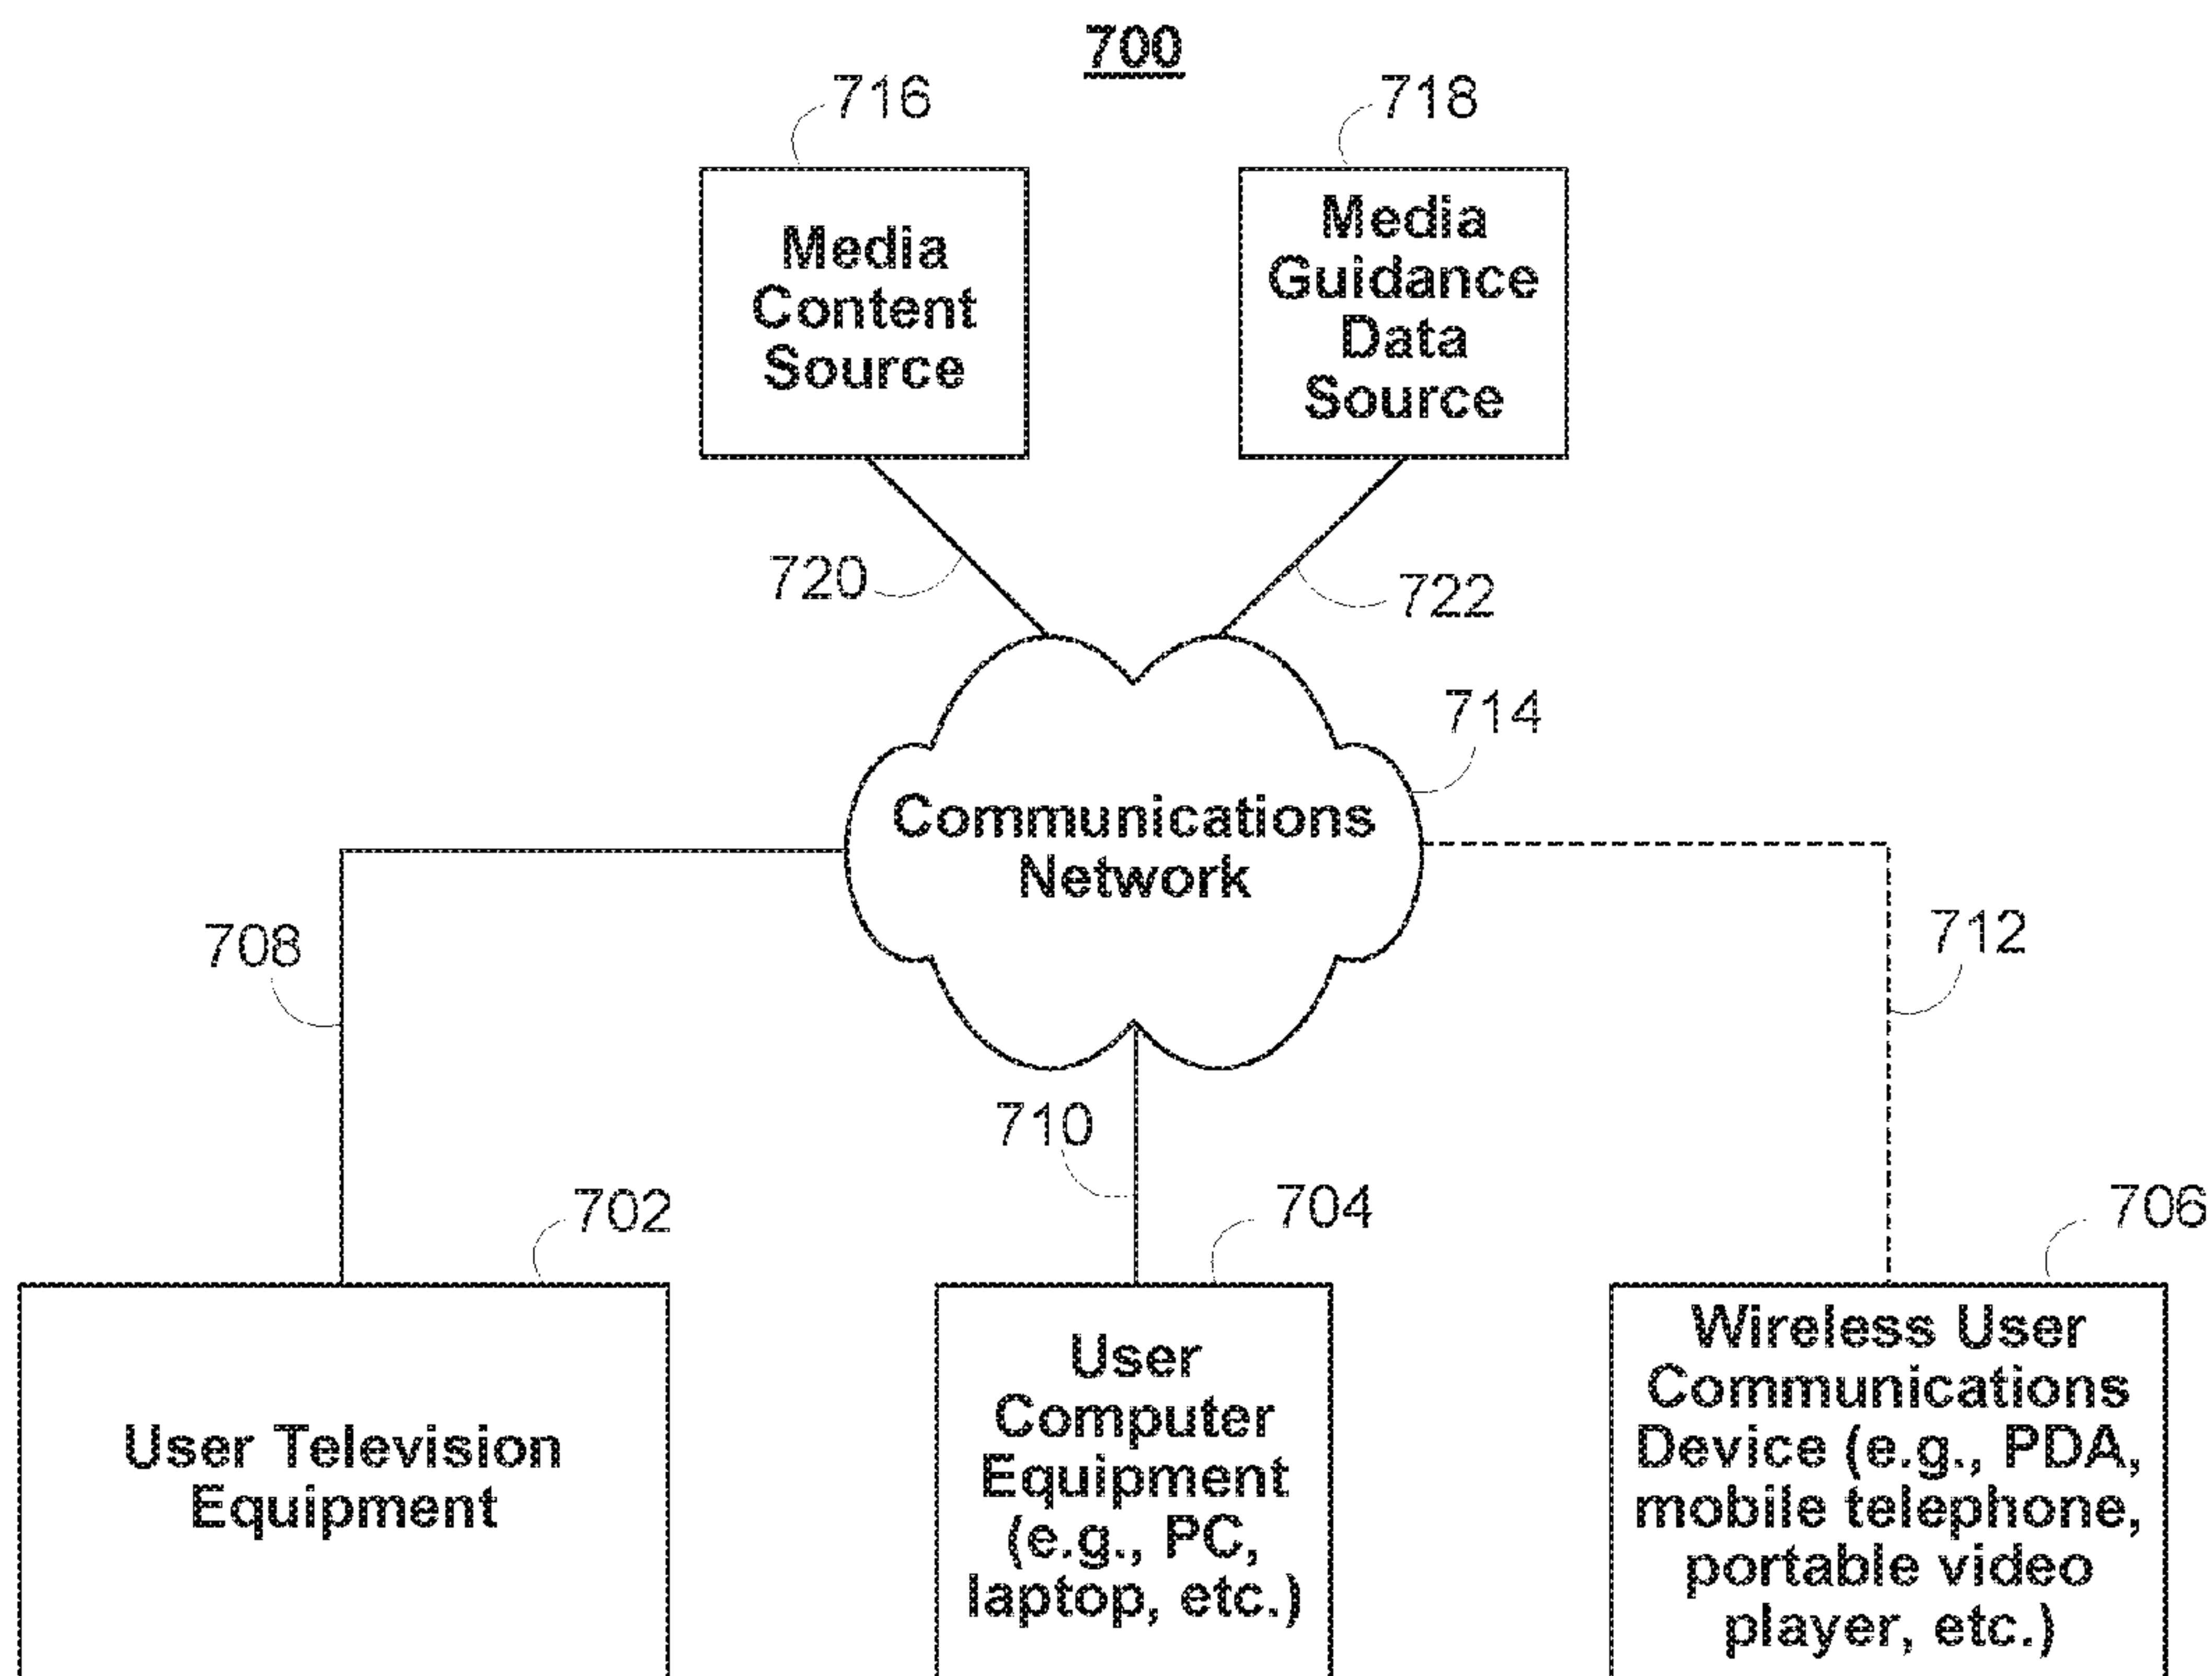 700
716
718
Media
Content
Source
Media
Guidance
Data
Source
720
722
714
Communications
Network
708
712
710
702
704
706
User Television
Equipment
User
Computer
Equipment
(e.g., PC,
laptop, etc.)
Wireless User
Communications
Device (e.g., PDA,
mobile telephone,
portable video
player, etc.)